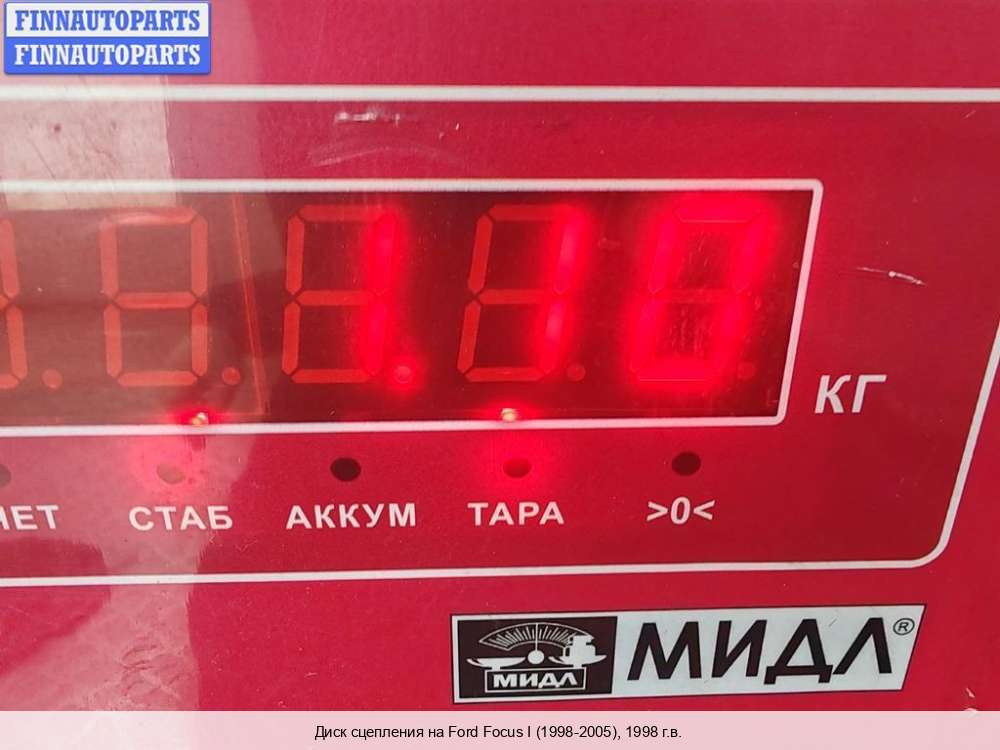 FINNAUTOPARTS
FINNAUTOPARTS
1.10
КГ
СТАБ
АККУМ
ТАРА
>0<
МИДЛ
МИДЛ®
Диск сцепления на Ford Focus I (1998-2005), 1998 г.в.